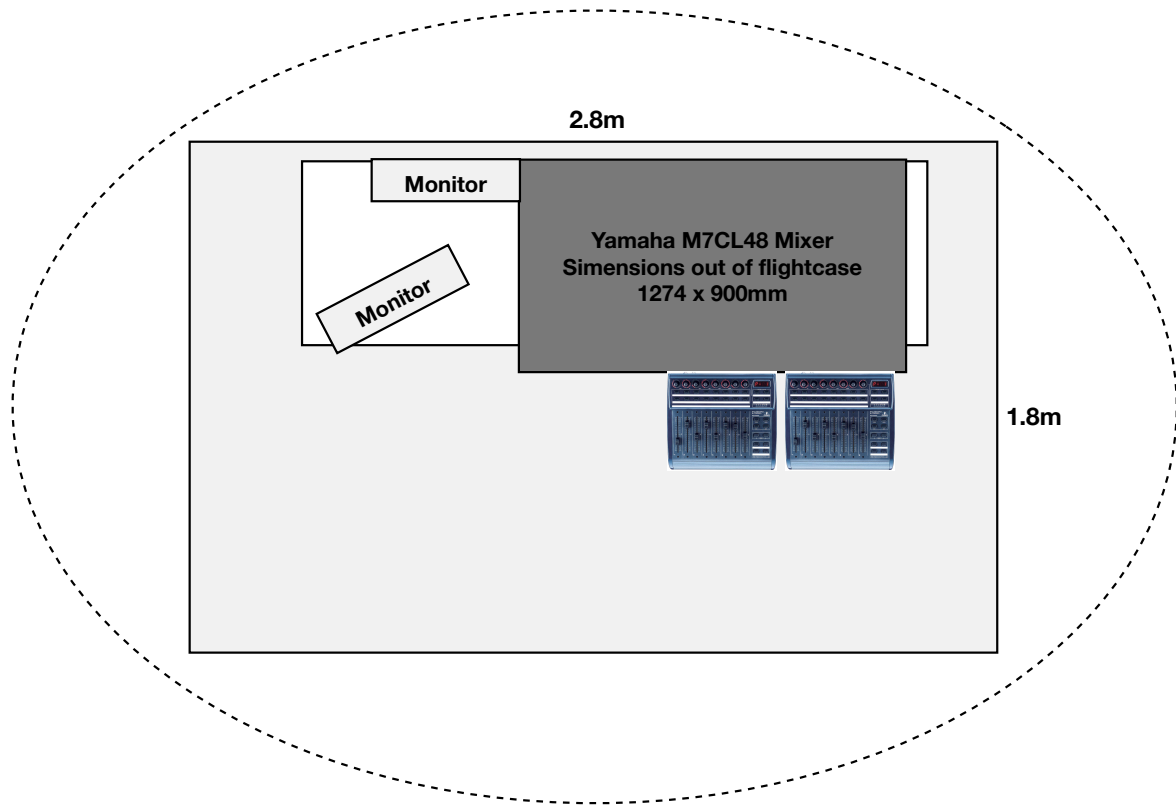 2.8m
Monitor
Yamaha M7CL48 Mixer
Simensions out of flightcase
1274 x 900mm
Monitor
1.8m